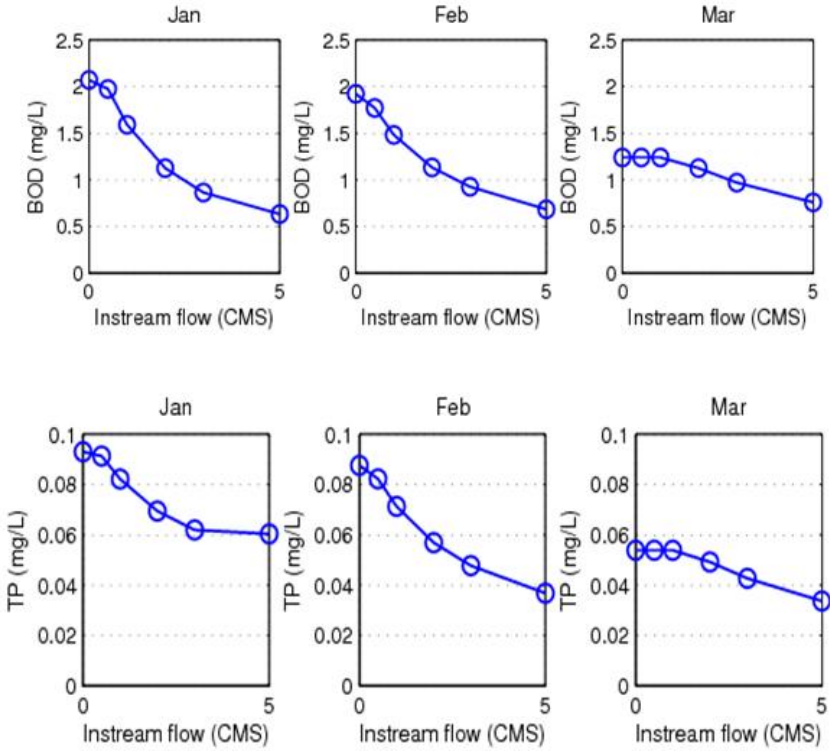 Jan Feb Mar
2.5 2.5 2.5
2 2 2
1.5 1.5 1.5
1 1 1
0.5 0.5 0.5
0 0 0
BOD (mg/L) BOD (mg/L) BOD (mg/L)
0 5 0 5 0 5
Instream flow (CMS) Instream flow (CMS) Instream flow (CMS)
Jan Feb Mar
0.1 0.1 0.1
0.08 0.08 0.08
0.06 0.06 0.06
0.04 0.04 0.04
0.02 0.02 0.02
0 0 0
TP (mg/L) TP (mg/L) TP (mg/L)
0 5 0 5 0 5
Instream flow (CMS) Instream flow (CMS) Instream flow (CMS)